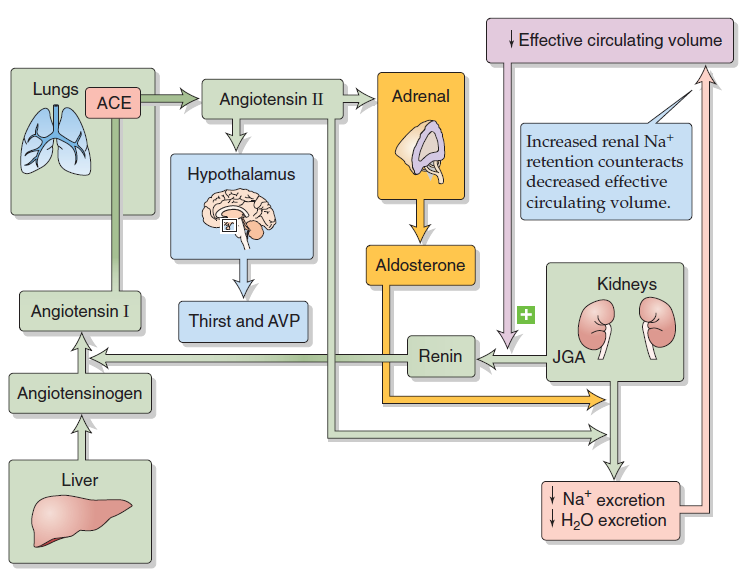 ↓ Effective circulating volume
Lungs
ACE
Angiotensin II
Adrenal
Increased renal Na⁺
retention counteracts
decreased effective
circulating volume.
Hypothalamus
Aldosterone
Kidneys
Angiotensin I
Thirst and AVP
+
Renin
JGA
Angiotensinogen
Liver
↓ Na⁺ excretion
↓ H₂O excretion